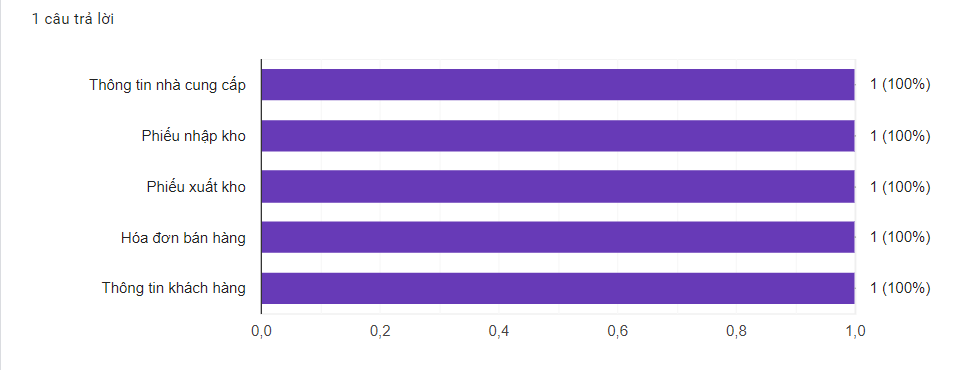 1 câu trả lời
Thông tin nhà cung cấp 1 (100%)
Phiếu nhập kho 1 (100%)
Phiếu xuất kho 1 (100%)
Hóa đơn bán hàng 1 (100%)
Thông tin khách hàng 1 (100%)
0,0 0,2 0,4 0,6 0,8 1,0